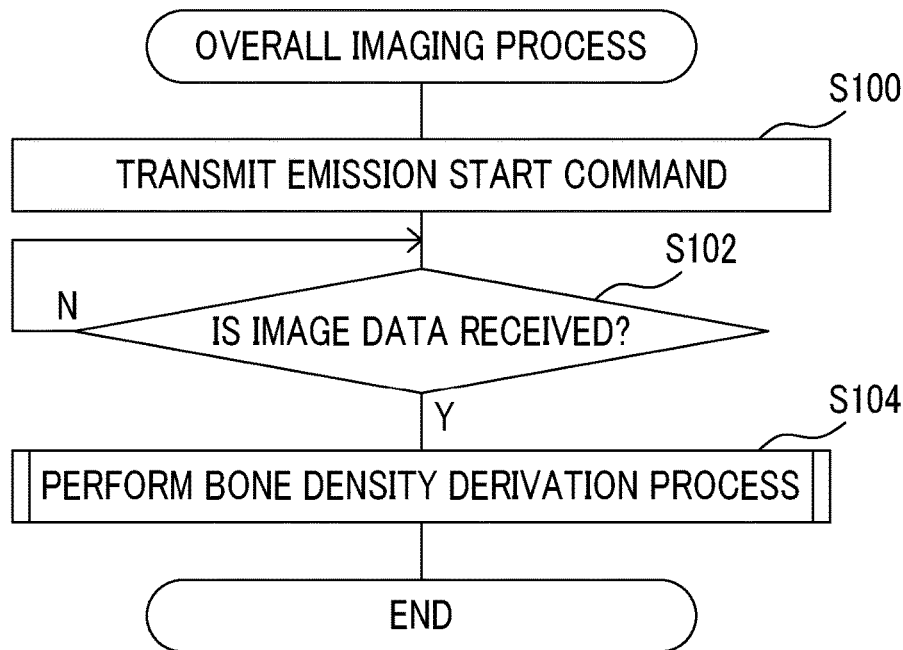 OVERALL IMAGING PROCESS
S100
TRANSMIT EMISSION START COMMAND
S102
N
IS IMAGE DATA RECEIVED?
Y
S104
PERFORM BONE DENSITY DERIVATION PROCESS
END